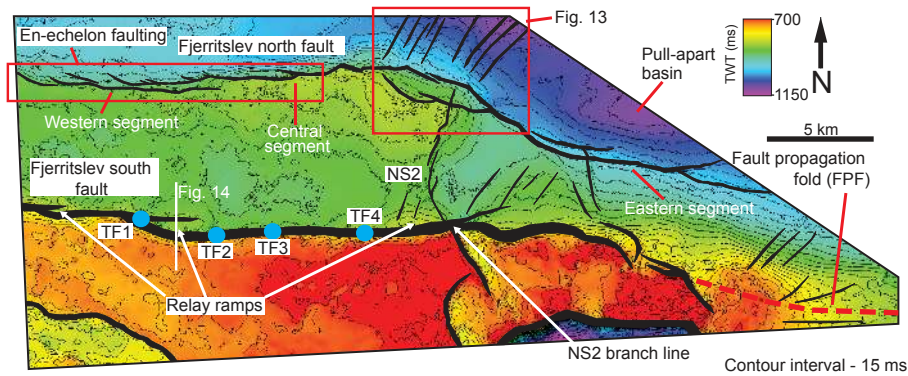 En-echelon faulting
Fjerritslev north fault
Fig. 13
700
TWT (ms)
1150
N
Pull-apart
basin
Western segment
Central
segment
5 km
Fault propagation
fold (FPF)
NS2
Fjerritslev south
fault
Fig. 14
Eastern segment
TF1
TF2
TF3
TF4
Relay ramps
NS2 branch line
Contour interval - 15 ms